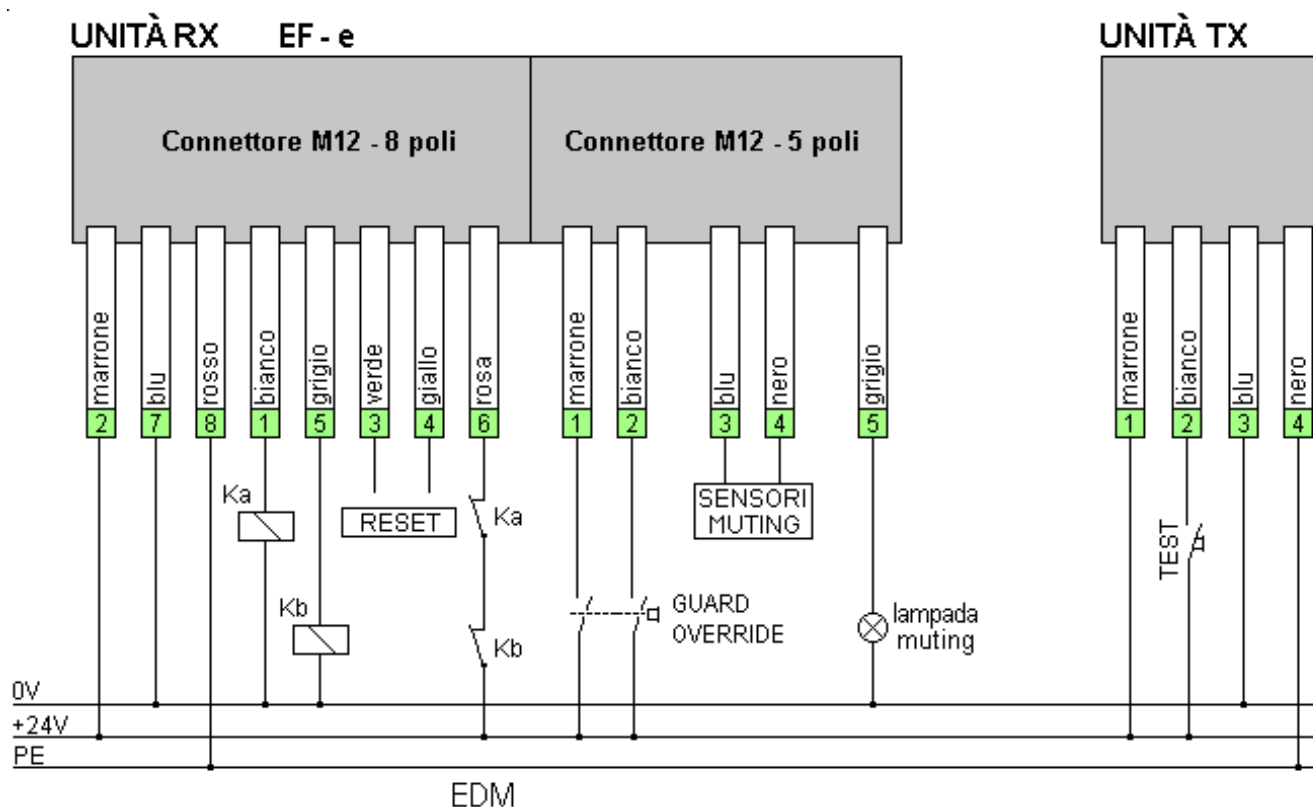 UNITÀ RX EF - e
UNITÀ TX
Connettore M12 - 8 poli
Connettore M12 - 5 poli
marrone
blu
rosso
bianco
grigio
verde
giallo
rosa
marrone
bianco
blu
nero
grigio
marrone
bianco
blu
nero
2 7 8 1 5 3 4 6
1 2 3 4 5
1 2 3 4
Ka
RESET
Ka
SENSORI
MUTING
TEST
Kb
Kb
GUARD
OVERRIDE
lampada
muting
0V
+24V
PE
EDM